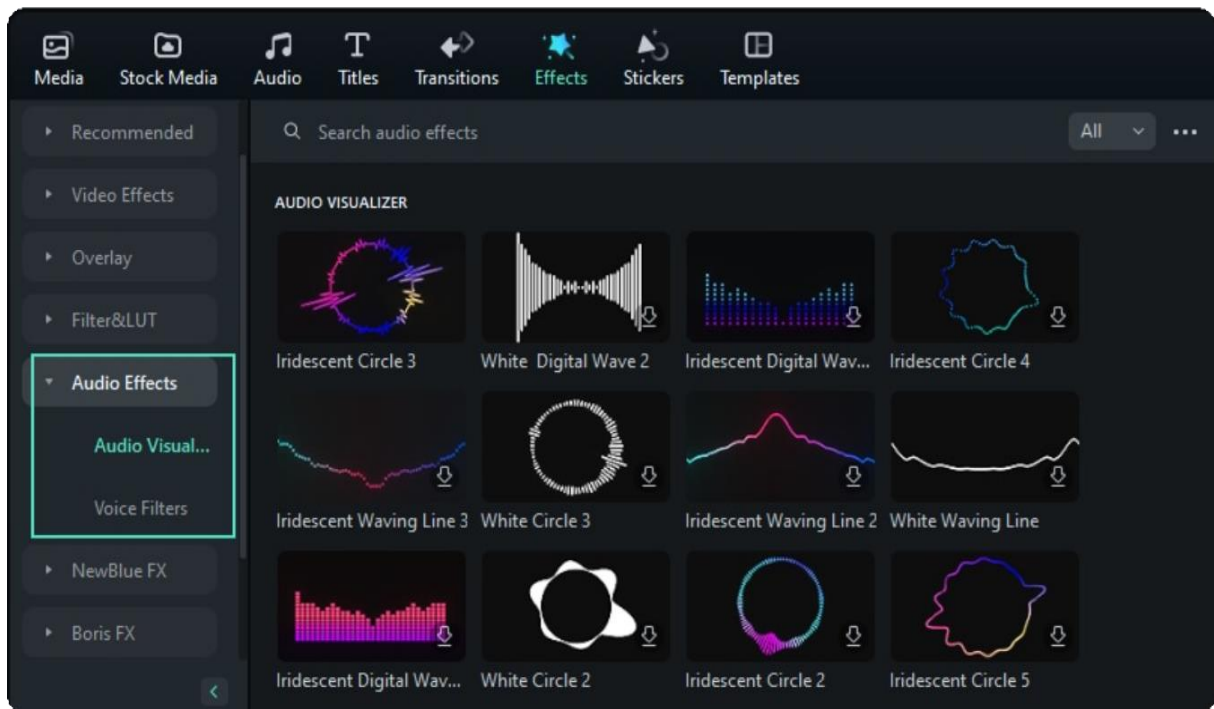 Media Stock Media Audio Titles Transitions Effects Stickers Templates
Recommended
Video Effects
Overlay
Filter&LUT
Audio Effects
Audio Visual...
Voice Filters
NewBlue FX
Boris FX
Search audio effects All
AUDIO VISUALIZER
Iridescent Circle 3 White Digital Wave 2 Iridescent Digital Wav... Iridescent Circle 4
Iridescent Waving Line 3 White Circle 3 Iridescent Waving Line 2 White Waving Line
Iridescent Digital Wav... White Circle 2 Iridescent Circle 2 Iridescent Circle 5